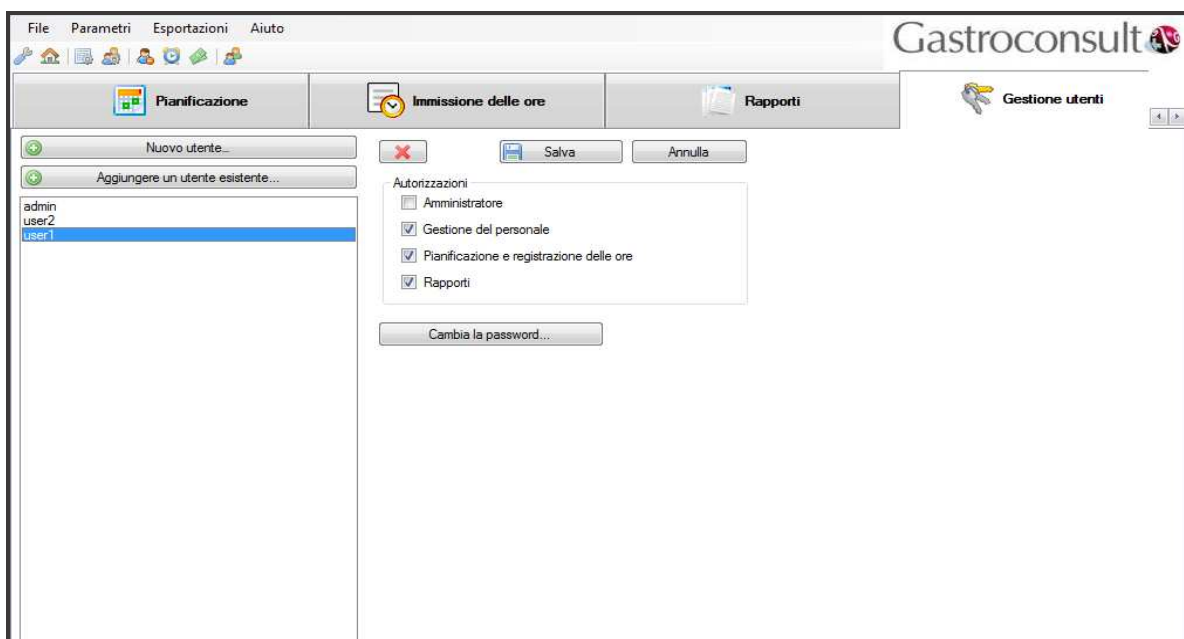 File Parametri Esportazioni Aiuto
Gastroconsult
Pianificazione Immissione delle ore Rapporti Gestione utenti
Nuovo utente... Salva Annulla
Aggiungere un utente esistente... Autorizzazioni
admin Amministratore
user2
user1 Gestione del personale
Pianificazione e registrazione delle ore
Rapporti
Cambia la password...